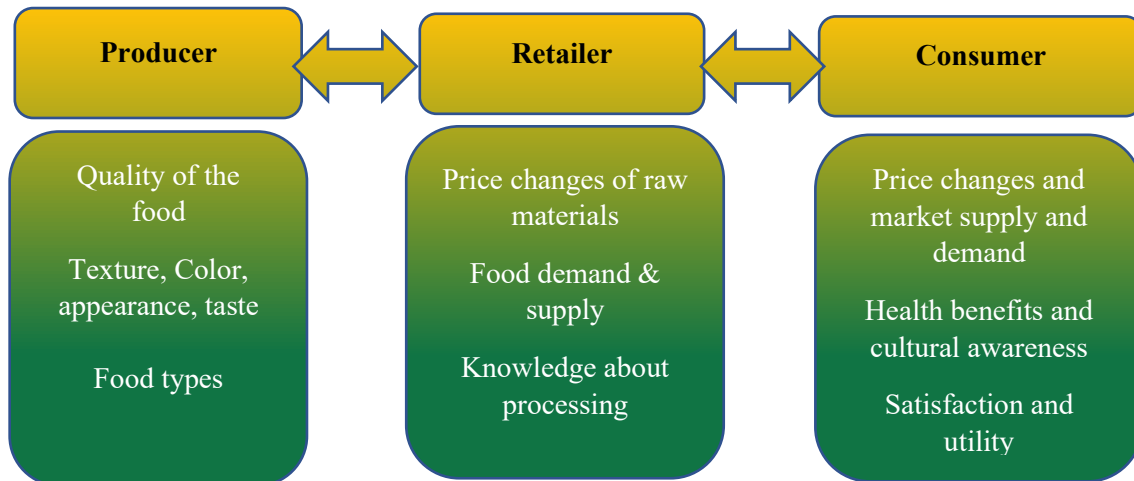 Producer
Retailer
Consumer
Quality of the
food
Texture, Color,
appearance, taste
Food types
Price changes of raw
materials
Food demand &
supply
Knowledge about
processing
Price changes and
market supply and
demand
Health benefits and
cultural awareness
Satisfaction and
utility